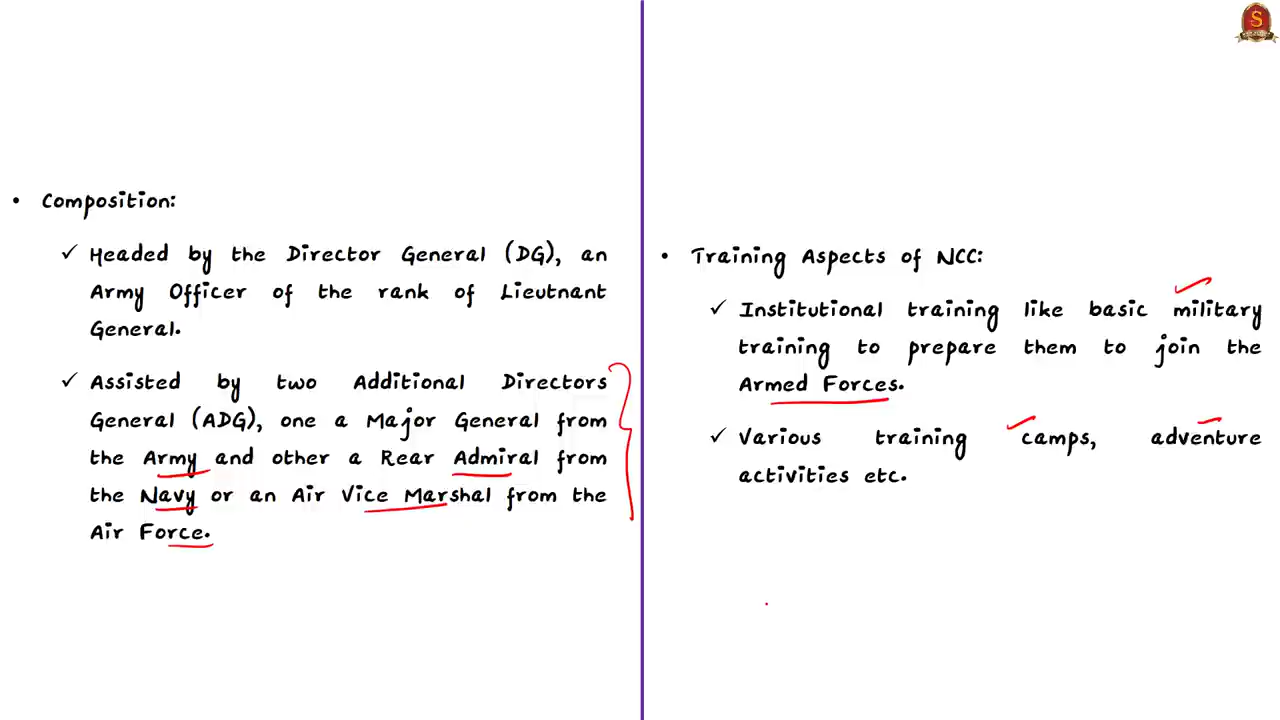 • Composition:
✓ Headed by the Director General (DG), an
Army Officer of the rank of Lieutnant
General.
✓ Assisted by two Additional Directors
General (ADG), one a Major General from
the Army and other a Rear Admiral from
the Navy or an Air Vice Marshal from the
Air Force.
• Training Aspects of NCC:
✓ Institutional training like basic military
training to prepare them to join the
Armed Forces.
✓ Various training camps, adventure
activities etc.
S